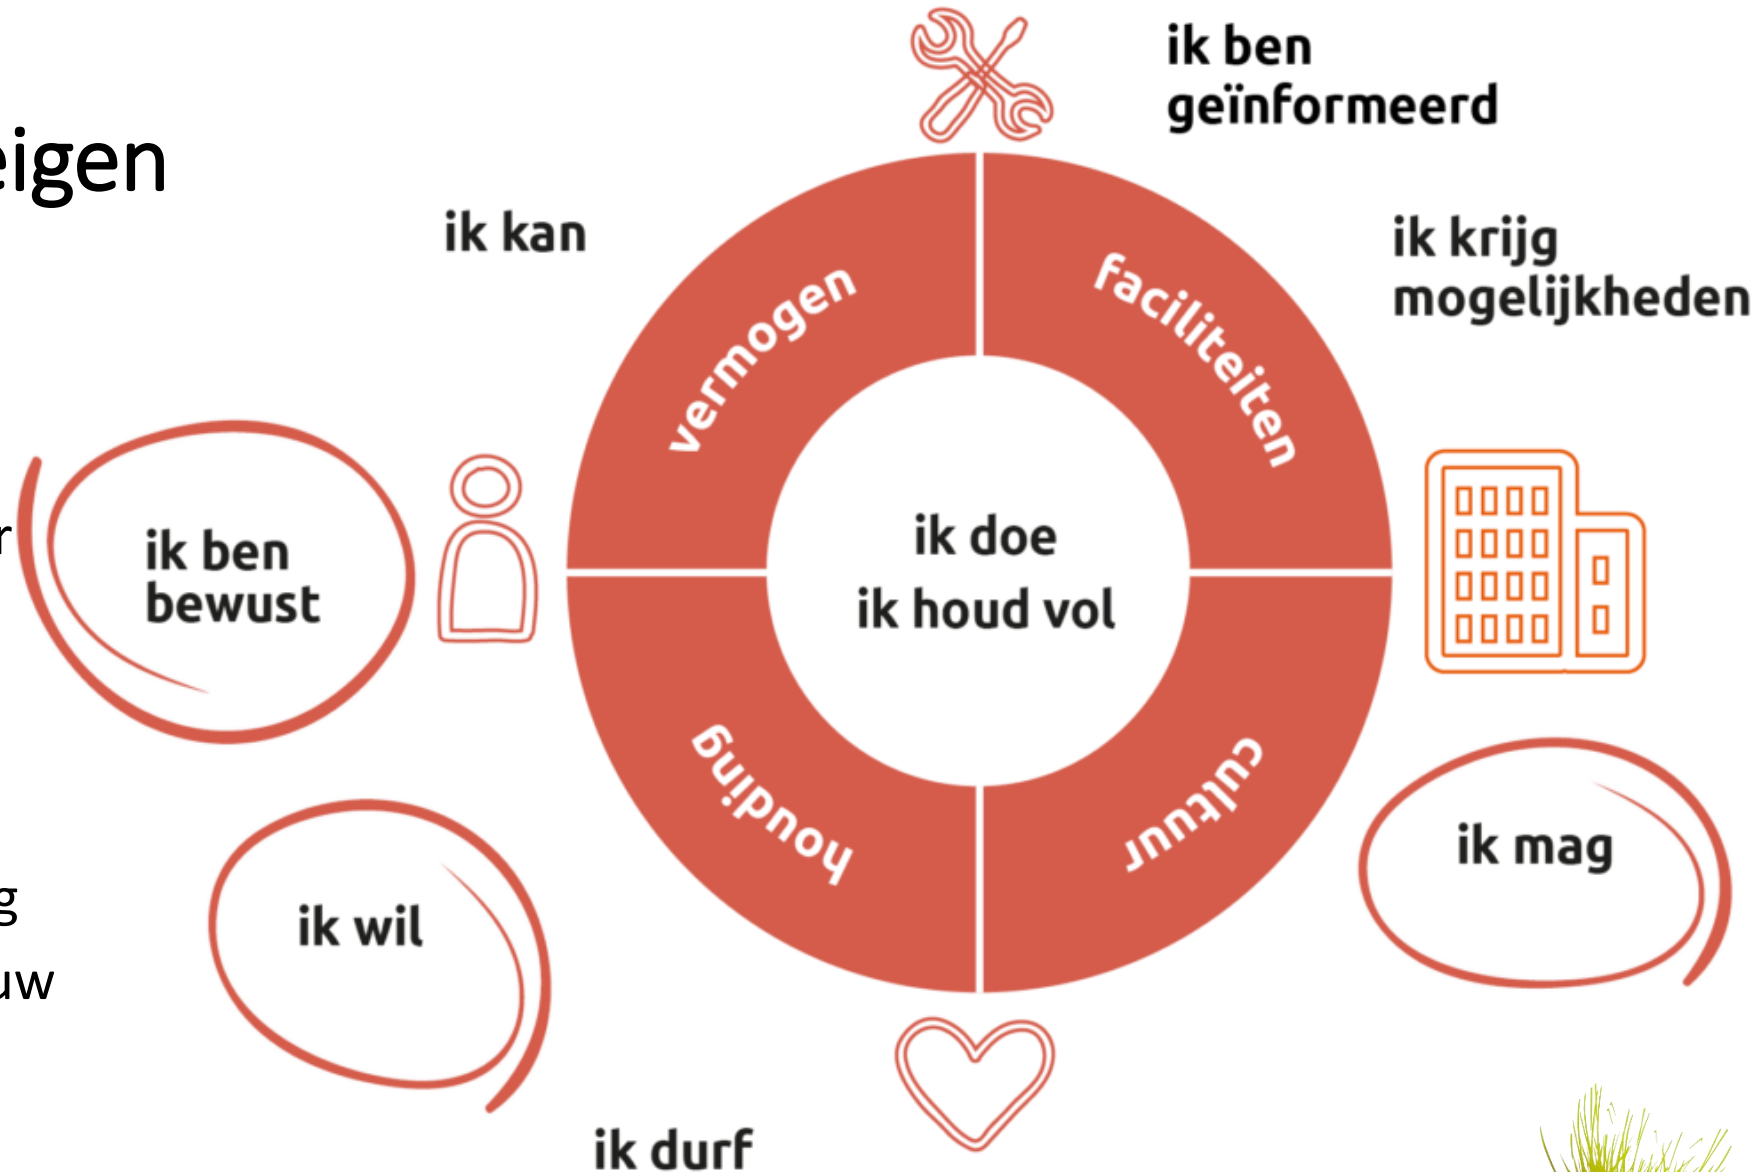 eigen
ik ben
geïnformeerd
ik kan
ik krijg
mogelijkheden
vermogen
faciliteiten
ik ben
bewust
r
ik doe
ik houd vol
houding
cultuur
ik mag
ik wil
g
uw
ik durf